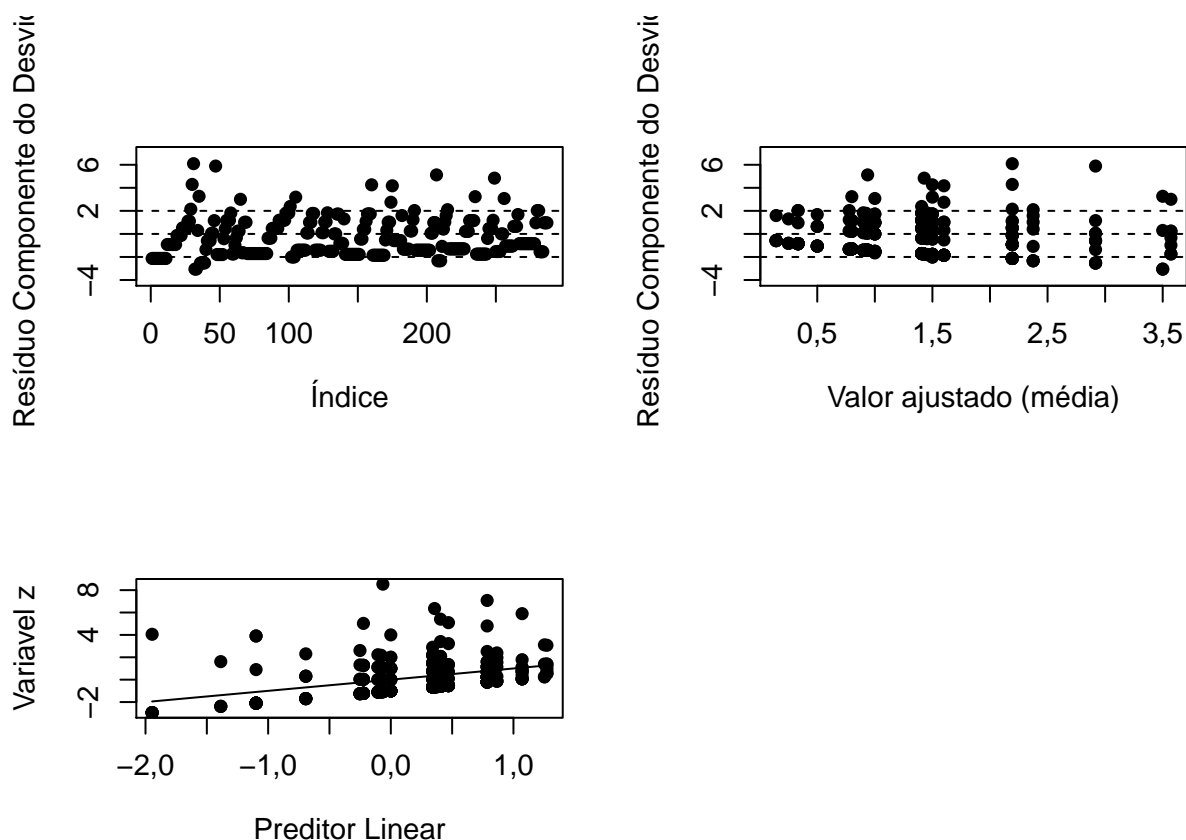 Resíduo Componente do Desvi
6
2
−4
0 50 100 200
Índice
Resíduo Componente do Desvi
6
2
−4
0,5 1,5 2,5 3,5
Valor ajustado (média)
Variavel z
8
4
−2
−2,0 −1,0 0,0 1,0
Preditor Linear